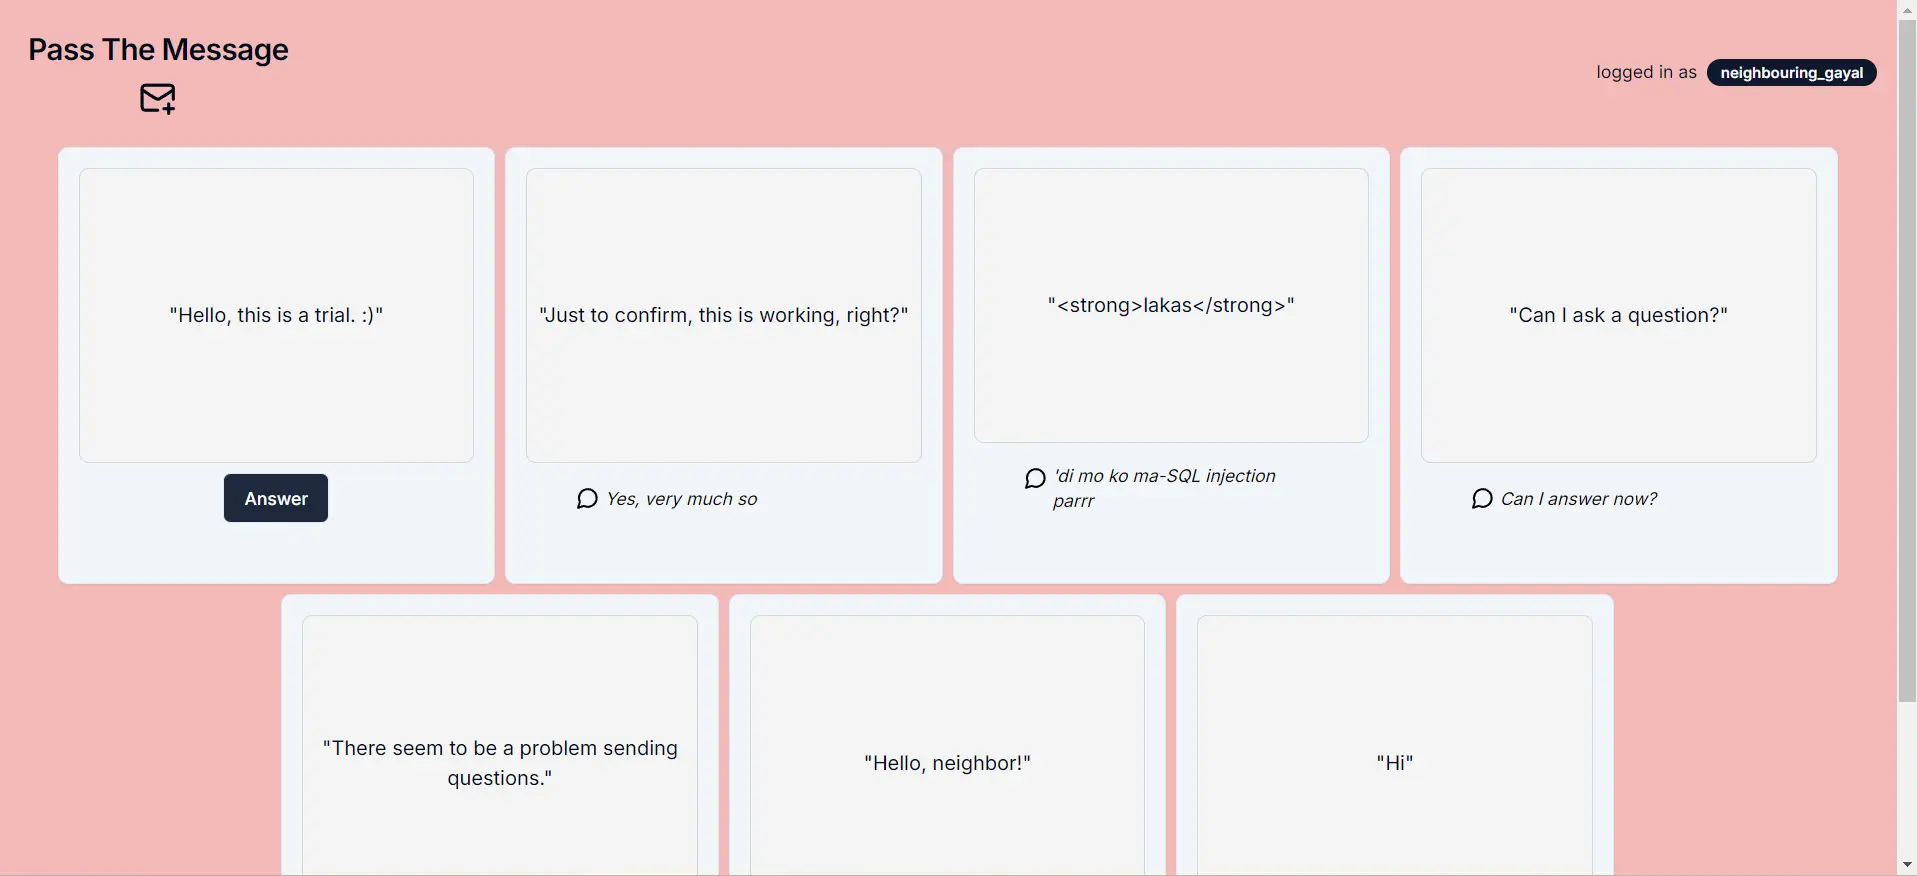 Pass The Message
logged in as neighbouring_gayal
"Hello, this is a trial. :)"
Answer
"Just to confirm, this is working, right?"
Yes, very much so
"<strong>lakas</strong>"
'di mo ko ma-SQL injection
parrr
"Can I ask a question?"
Can I answer now?
"There seem to be a problem sending
questions."
"Hello, neighbor!"
"Hi"